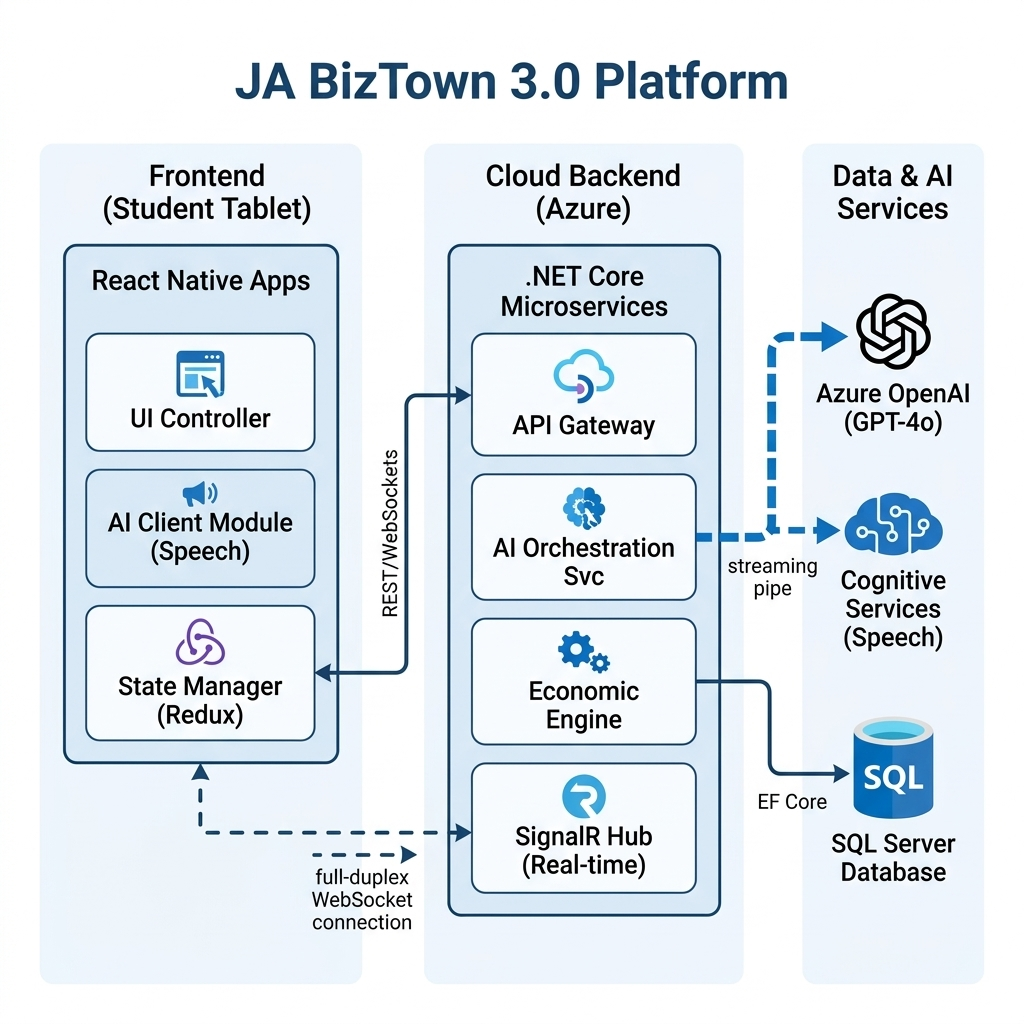 JA BizTown 3.0 Platform
Frontend
(Student Tablet)
React Native Apps
UI Controller
AI Client Module
(Speech)
State Manager
(Redux)
REST/WebSockets
full-duplex
WebSocket
connection
Cloud Backend
(Azure)
.NET Core
Microservices
API Gateway
AI Orchestration
Svc
Economic
Engine
SignalR Hub
(Real-time)
streaming
pipe
EF Core
Data & AI
Services
Azure OpenAI
(GPT-4o)
Cognitive
Services
(Speech)
SQL
SQL Server
Database